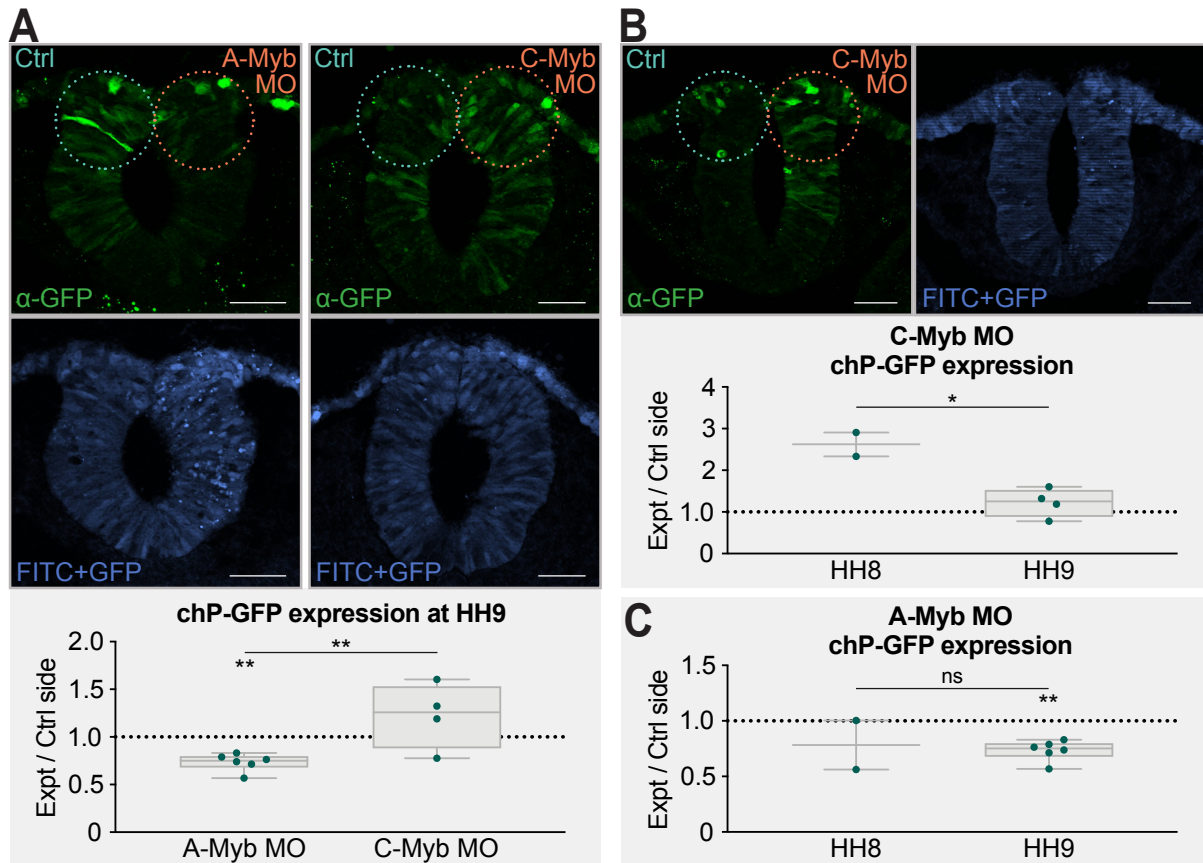 A
Ctrl
A-Myb
MO
α-GFP
Ctrl
C-Myb
MO
α-GFP
FITC+GFP
FITC+GFP
chP-GFP expression at HH9
Expt / Ctrl side
2.0
1.5
1.0
0.5
0
**
**
A-Myb MO
C-Myb MO
B
Ctrl
C-Myb
MO
α-GFP
FITC+GFP
C-Myb MO
chP-GFP expression
Expt / Ctrl side
4
3
2
1.0
0
*
HH8
HH9
C
A-Myb MO
chP-GFP expression
Expt / Ctrl side
1.5
1.0
0.5
0
ns
**
HH8
HH9